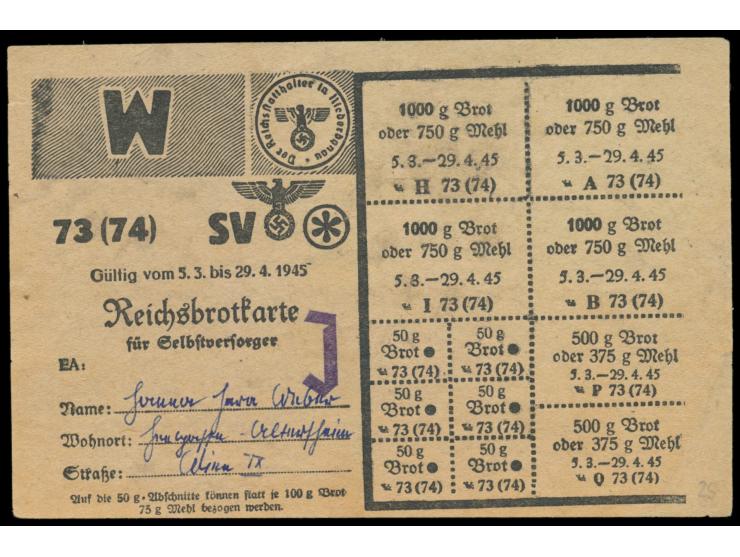 W
Der Reichsstatthalter in Niederdonau
73 (74) SV
Gültig vom 5. 3. bis 29. 4. 1945
Reichsbrotkarte
für Selbstversorger
J
EA:
Name: Hanna Sara Weber
Wohnort:
Straße: Wien IX
Auf die 50 g-Abschnitte können statt je 100 g Brot
75 g Mehl bezogen werden.
1000 g Brot
oder 750 g Mehl
5. 3.—29. 4. 45
W H 73 (74)
1000 g Brot
oder 750 g Mehl
5. 3.—29. 4. 45
W A 73 (74)
1000 g Brot
oder 750 g Mehl
5. 3.—29. 4. 45
W I 73 (74)
1000 g Brot
oder 750 g Mehl
5. 3.—29. 4. 45
W B 73 (74)
50 g
Brot
W 73 (74)
50 g
Brot
W 73 (74)
50 g
Brot
W 73 (74)
50 g
Brot
W 73 (74)
50 g
Brot
W 73 (74)
50 g
Brot
W 73 (74)
500 g Brot
oder 375 g Mehl
5. 3.—29. 4. 45
W P 73 (74)
500 g Brot
oder 375 g Mehl
5. 3.—29. 4. 45
W Q 73 (74)
25